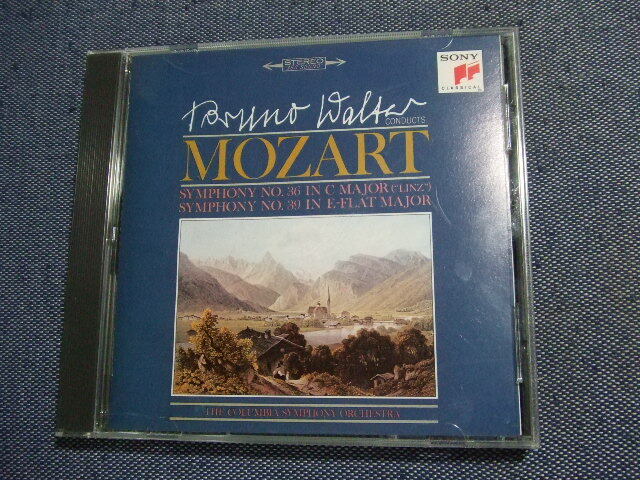 STEREO
SONY
CLASSICAL
Bruno Walter
CONDUCTS
MOZART
SYMPHONY NO. 36 IN C MAJOR ("LINZ")
SYMPHONY NO. 39 IN E-FLAT MAJOR
THE COLUMBIA SYMPHONY ORCHESTRA